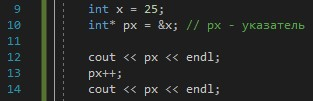 9 int x = 25;
10 int* px = &x; // px - указатель
11
12 cout << px << endl;
13 px++;
14 cout << px << endl;